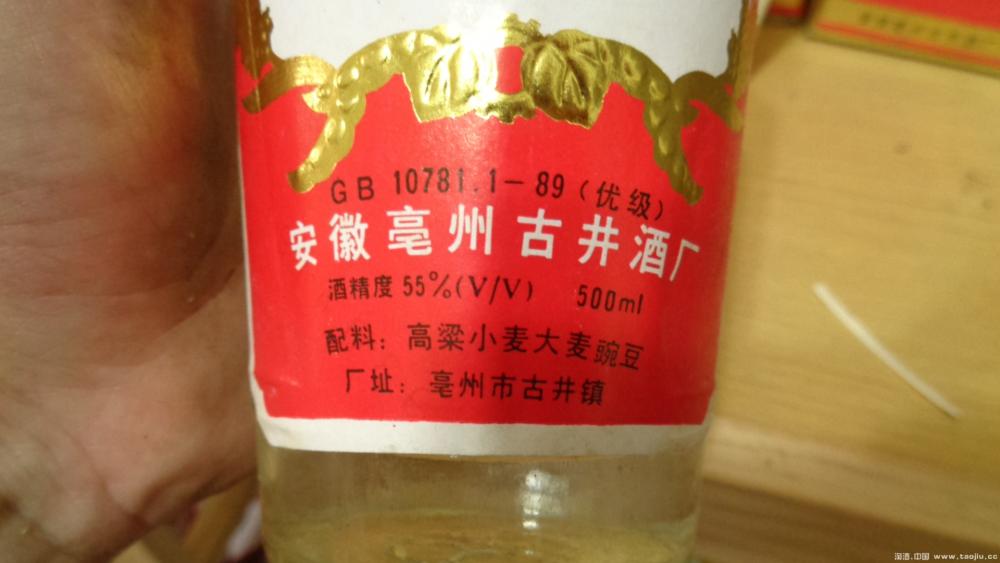 GB 10781.1-89(优级)
安徽亳州古井酒厂
酒精度 55%(V/V) 500ml
配料：高粱小麦大麦豌豆
厂址：亳州市古井镇
淘酒.中国 www.taojiu.cc